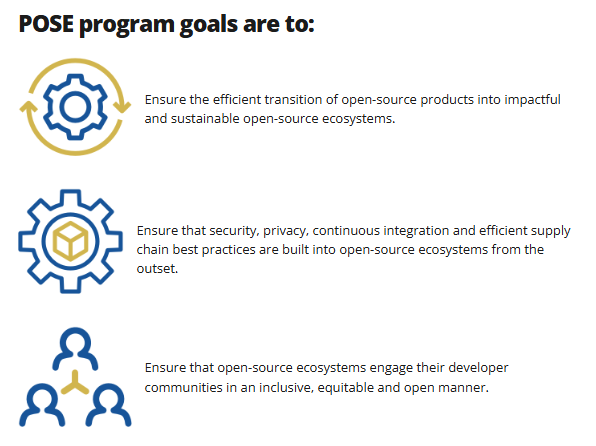 POSE program goals are to:
Ensure the efficient transition of open-source products into impactful
and sustainable open-source ecosystems.
Ensure that security, privacy, continuous integration and efficient supply
chain best practices are built into open-source ecosystems from the
outset.
Ensure that open-source ecosystems engage their developer
communities in an inclusive, equitable and open manner.